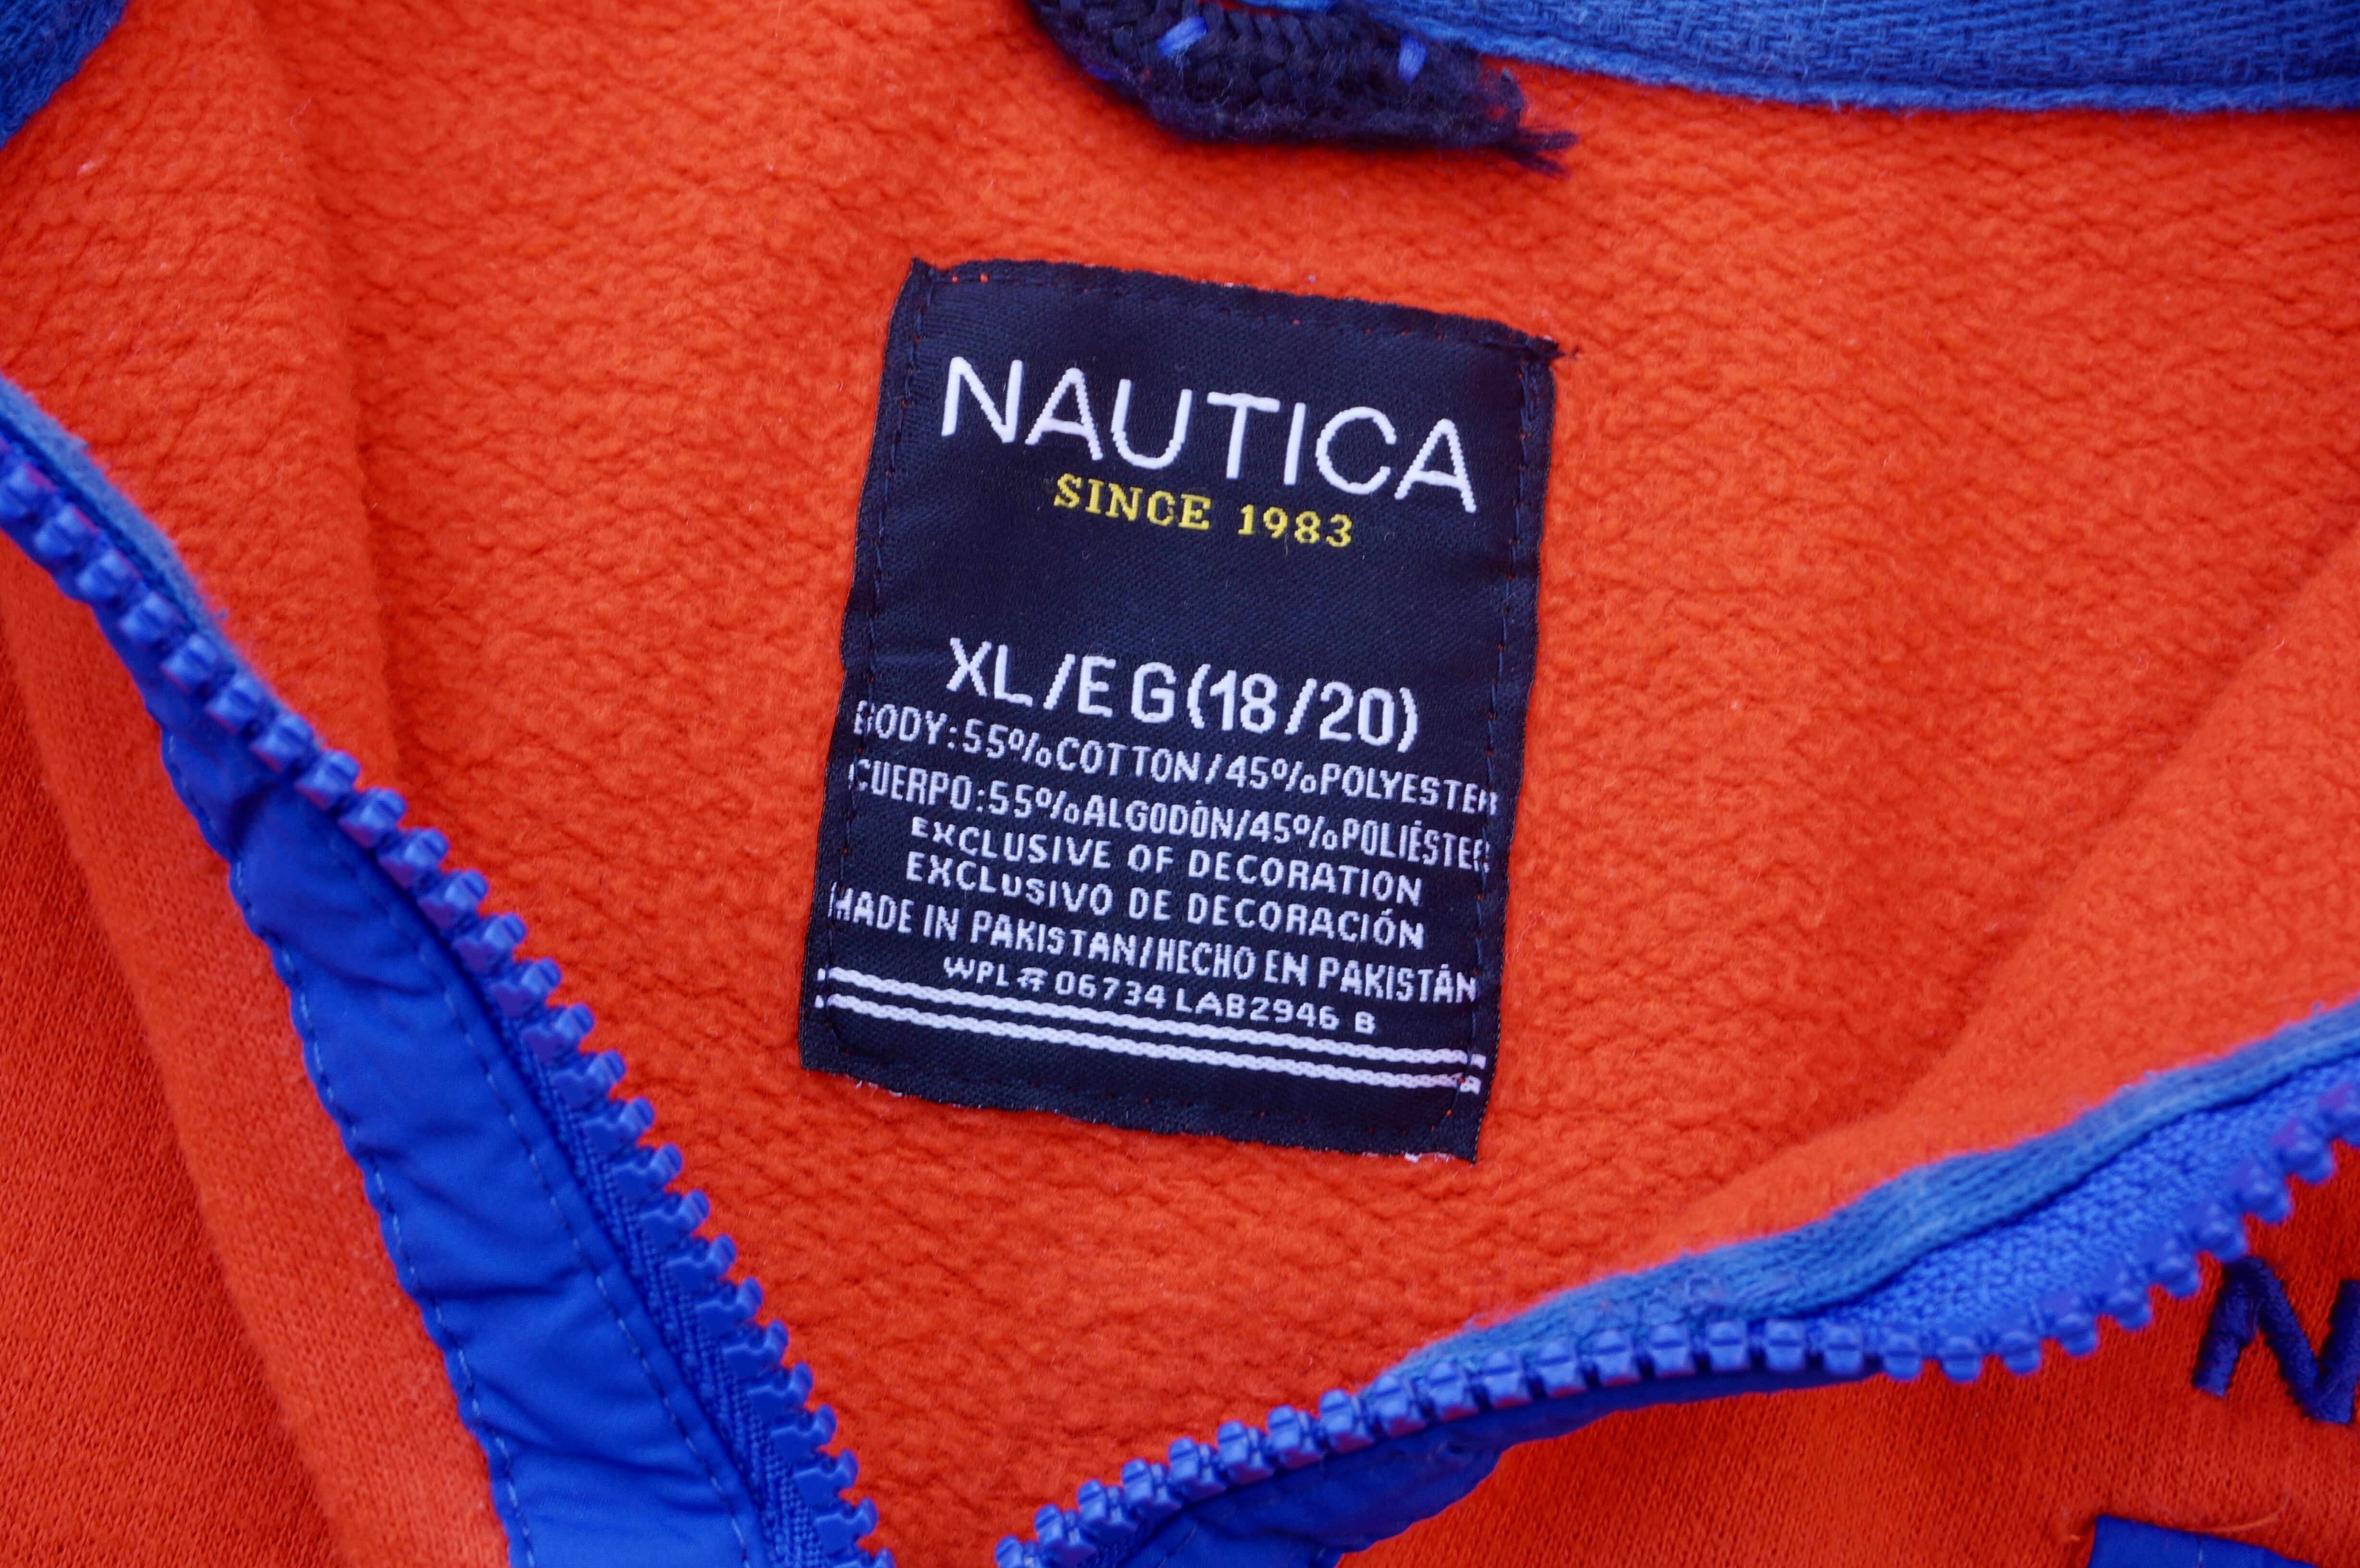 NAUTICA
SINCE 1983
XL/EG(18/20)
BODY:55%COTTON/45%POLYESTER
CUERPO:55%ALGODÓN/45%POLIÉSTER
EXCLUSIVE OF DECORATION
EXCLUSIVO DE DECORACIÓN
MADE IN PAKISTAN/HECHO EN PAKISTÁN
WPL # 06734 LAB2946 B
N